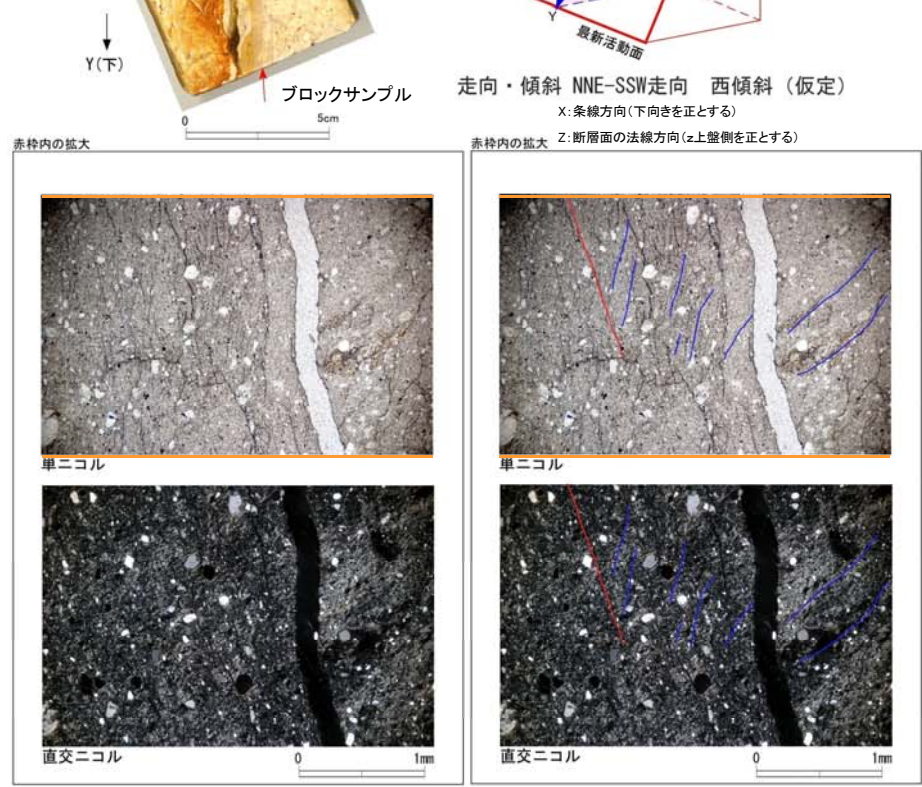 Y(下)
ブロックサンプル
0 5cm
Y
最新活動面
走向・傾斜 NNE-SSW走向 西傾斜（仮定）
X:条線方向(下向きを正とする)
Z:断層面の法線方向(z上盤側を正とする)
赤枠内の拡大
赤枠内の拡大
単ニコル
単ニコル
直交ニコル
0 1mm
直交ニコル
0 1mm